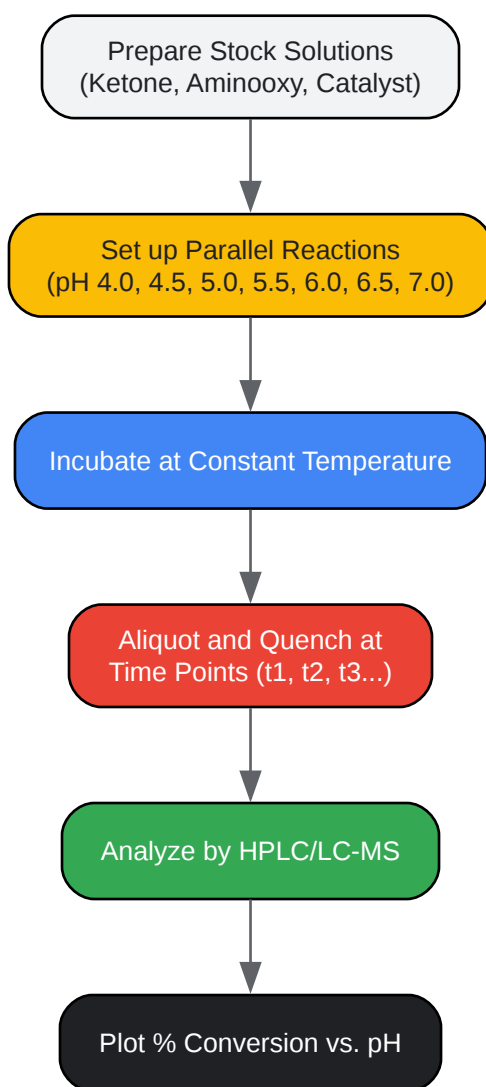 Prepare Stock Solutions
(Ketone, Aminooxy, Catalyst)
Set up Parallel Reactions
(pH 4.0, 4.5, 5.0, 5.5, 6.0, 6.5, 7.0)
Incubate at Constant Temperature
Aliquot and Quench at
Time Points (t1, t2, t3...)
Analyze by HPLC/LC-MS
Plot % Conversion vs. pH